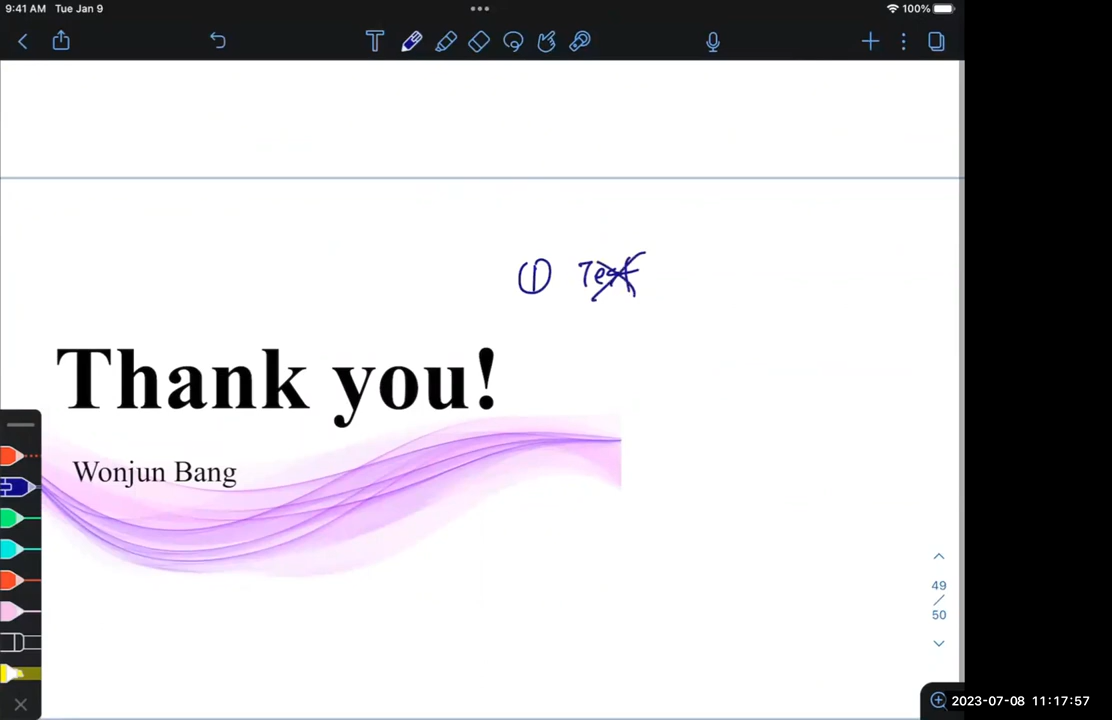 9:41 AM Tue Jan 9
100%
① Text
Thank you!
Wonjun Bang
49
/
50
2023-07-08 11:17:57